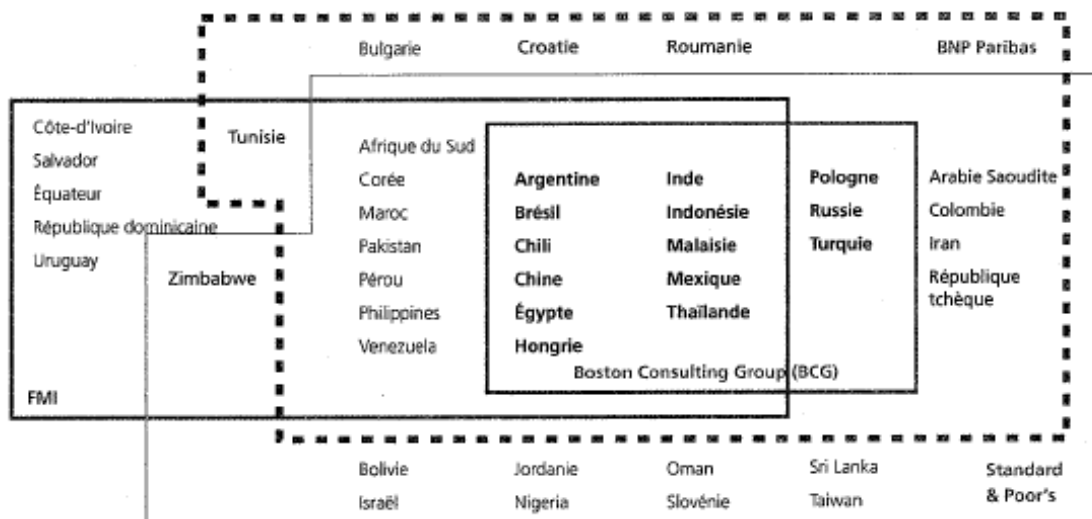 Bulgarie Croatie Roumanie BNP Paribas
Côte-d'Ivoire
Salvador
Équateur
République dominicaine
Uruguay
Tunisie
Zimbabwe
FMI
Afrique du Sud
Corée
Maroc
Pakistan
Pérou
Philippines
Venezuela
Argentine
Brésil
Chili
Chine
Égypte
Hongrie
Inde
Indonésie
Malaisie
Mexique
Thaïlande
Boston Consulting Group (BCG)
Pologne
Russie
Turquie
Arabie Saoudite
Colombie
Iran
République
tchèque
Bolivie Jordanie Oman Sri Lanka
Israël Nigeria Slovénie Taiwan
Standard
& Poor's